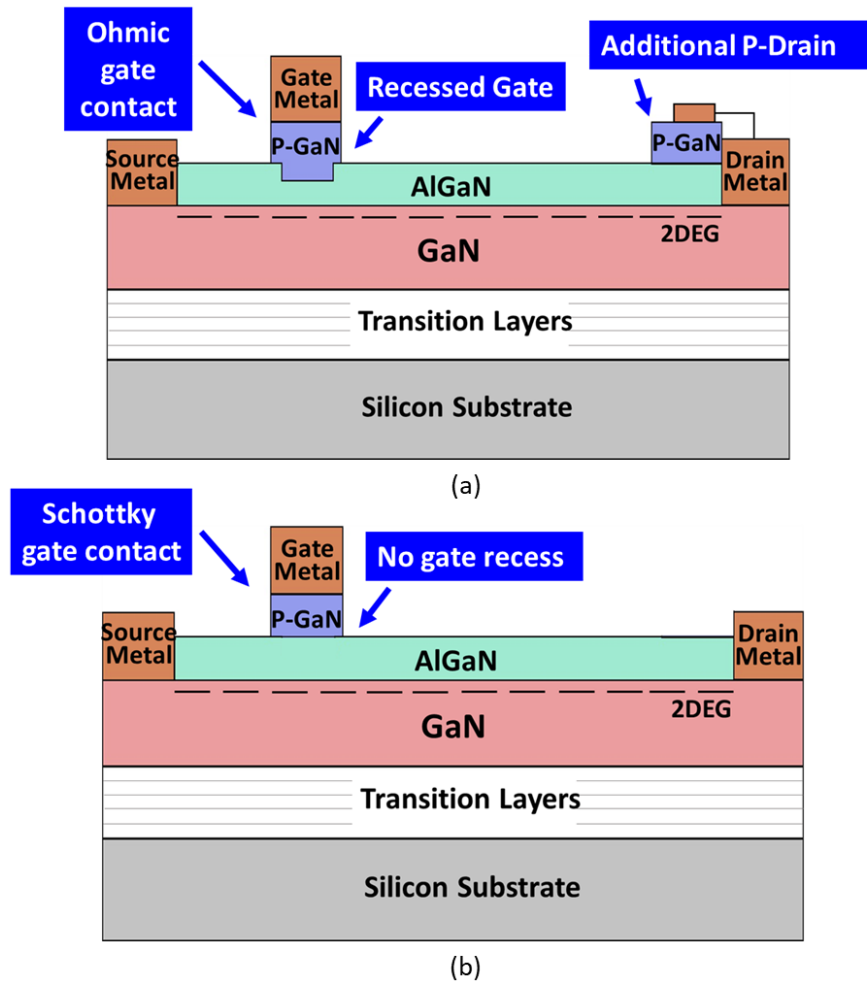 Ohmic
gate
contact
Gate
Metal
P-GaN
Recessed Gate
Additional P-Drain
P-GaN
Source
Metal
Drain
Metal
AlGaN
2DEG
GaN
Transition Layers
Silicon Substrate
(a)
Schottky
gate contact
Gate
Metal
P-GaN
No gate recess
Source
Metal
Drain
Metal
AlGaN
2DEG
GaN
Transition Layers
Silicon Substrate
(b)